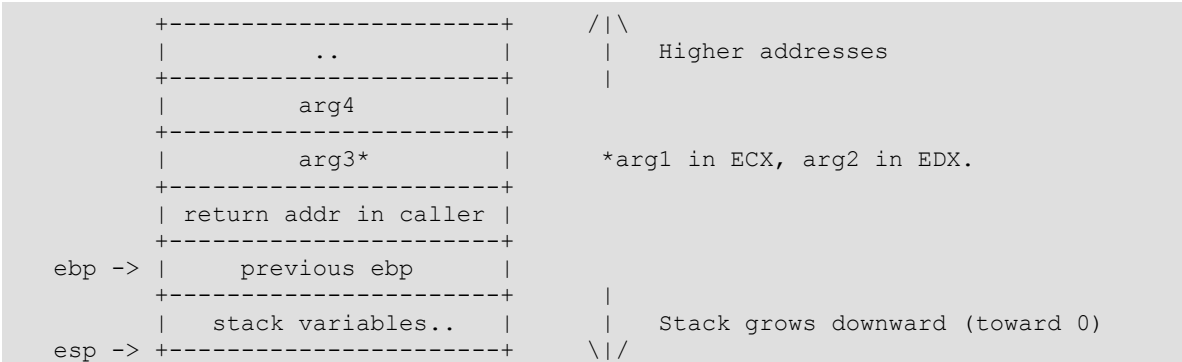 +-----------------------+ /|\
| .. | | Higher addresses
+-----------------------+ |
| arg4 |
+-----------------------+
| arg3* | *arg1 in ECX, arg2 in EDX.
+-----------------------+
| return addr in caller |
+-----------------------+
ebp -> | previous ebp |
+-----------------------+ |
| stack variables.. | | Stack grows downward (toward 0)
esp -> +-----------------------+ \|/